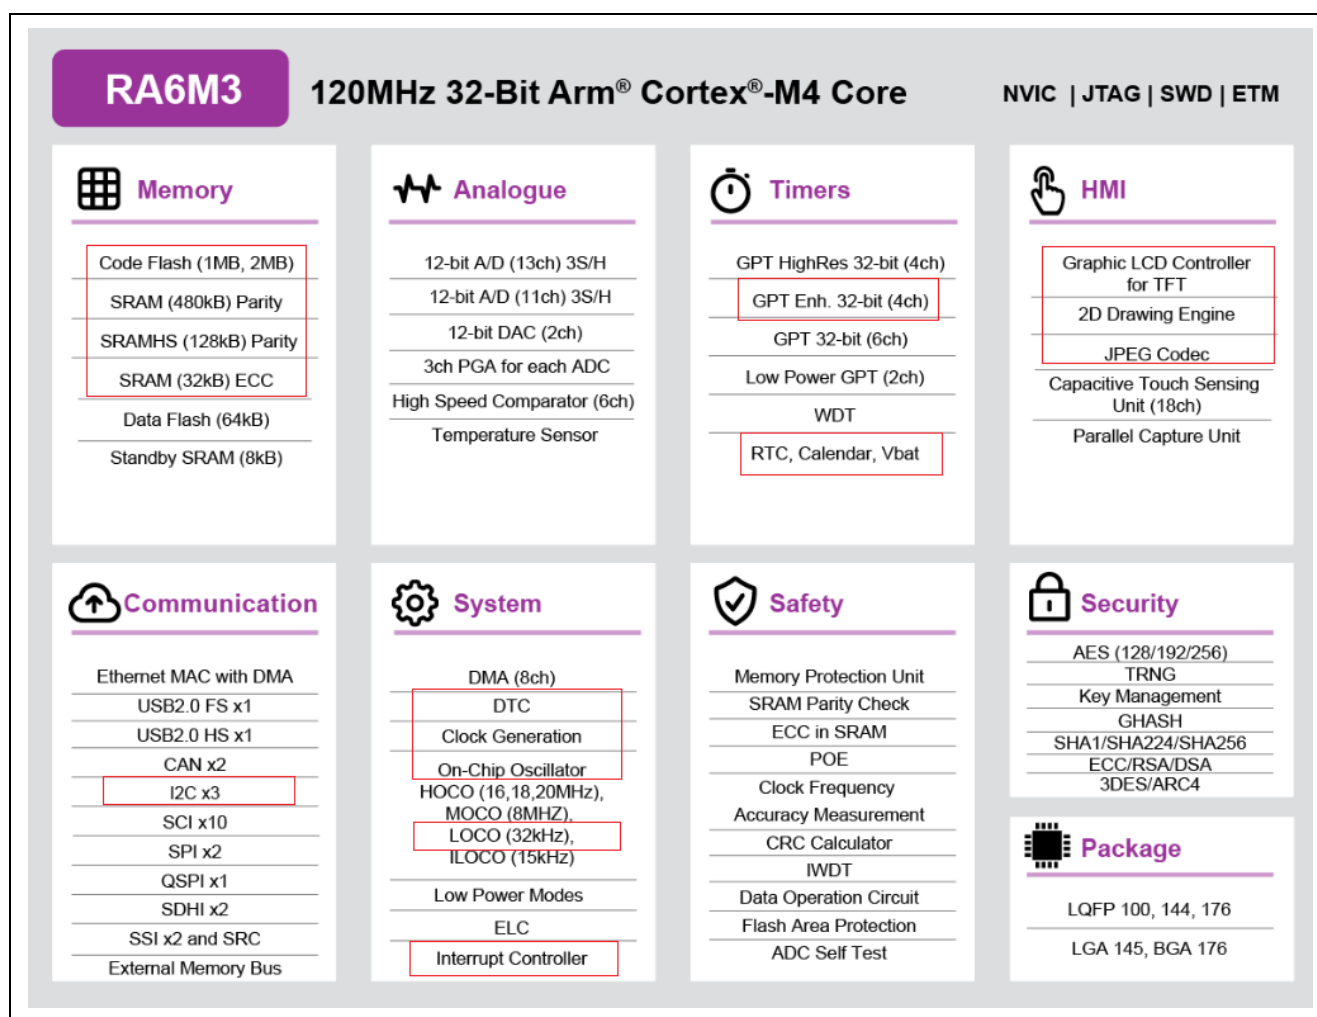 RA6M3
120MHz 32-Bit Arm® Cortex®-M4 Core
NVIC | JTAG | SWD | ETM
Memory
Code Flash (1MB, 2MB)
SRAM (480kB) Parity
SRAMHS (128kB) Parity
SRAM (32kB) ECC
Data Flash (64kB)
Standby SRAM (8kB)
Analogue
12-bit A/D (13ch) 3S/H
12-bit A/D (11ch) 3S/H
12-bit DAC (2ch)
3ch PGA for each ADC
High Speed Comparator (6ch)
Temperature Sensor
Timers
GPT HighRes 32-bit (4ch)
GPT Enh. 32-bit (4ch)
GPT 32-bit (6ch)
Low Power GPT (2ch)
WDT
RTC, Calendar, Vbat
HMI
Graphic LCD Controller
for TFT
2D Drawing Engine
JPEG Codec
Capacitive Touch Sensing
Unit (18ch)
Parallel Capture Unit
Communication
Ethernet MAC with DMA
USB2.0 FS x1
USB2.0 HS x1
CAN x2
I2C x3
SCI x10
SPI x2
QSPI x1
SDHI x2
SSI x2 and SRC
External Memory Bus
System
DMA (8ch)
DTC
Clock Generation
On-Chip Oscillator
HOCO (16,18,20MHz),
MOCO (8MHZ),
LOCO (32kHz),
ILOCO (15kHz)
Low Power Modes
ELC
Interrupt Controller
Safety
Memory Protection Unit
SRAM Parity Check
ECC in SRAM
POE
Clock Frequency
Accuracy Measurement
CRC Calculator
IWDT
Data Operation Circuit
Flash Area Protection
ADC Self Test
Security
AES (128/192/256)
TRNG
Key Management
GHASH
SHA1/SHA224/SHA256
ECC/RSA/DSA
3DES/ARC4
Package
LQFP 100, 144, 176
LGA 145, BGA 176